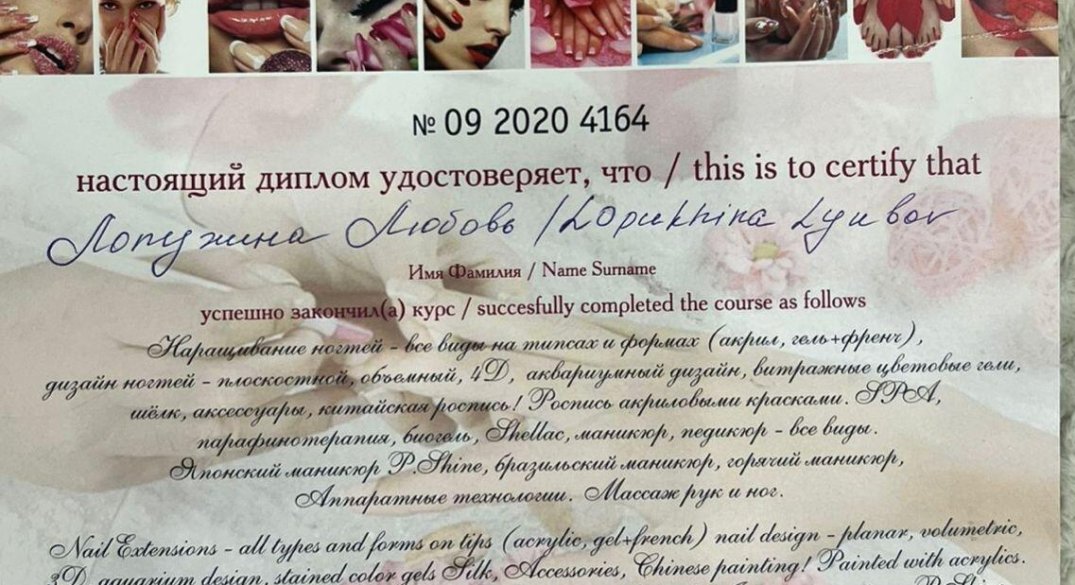 № 09 2020 4164
настоящий диплом удостоверяет, что / this is to certify that
Лопухина Любовь / Lopukhina Lyubov
Имя Фамилия / Name Surname
успешно закончил(а) курс / succesfully completed the course as follows
Наращивание ногтей - все виды на типсах и формах (акрил, гель+френч),
дизайн ногтей - плоскостной, объемный, 4D, аквариумный дизайн, витражные цветовые гели,
шёлк, аксессуары, китайская роспись! Роспись акриловыми красками. SPA,
парафинотерапия, биогель, Shellac, маникюр, педикюр - все виды.
Японский маникюр P.Shine, бразильский маникюр, горячий маникюр,
Аппаратные технологии. Массаж рук и ног.
Nail Extensions - all types and forms on tips (acrylic, gel+french) nail design - planar, volumetric,
3D, aquarium design, stained color gels Silk, Accessories, Chinese painting! Painted with acrylics.